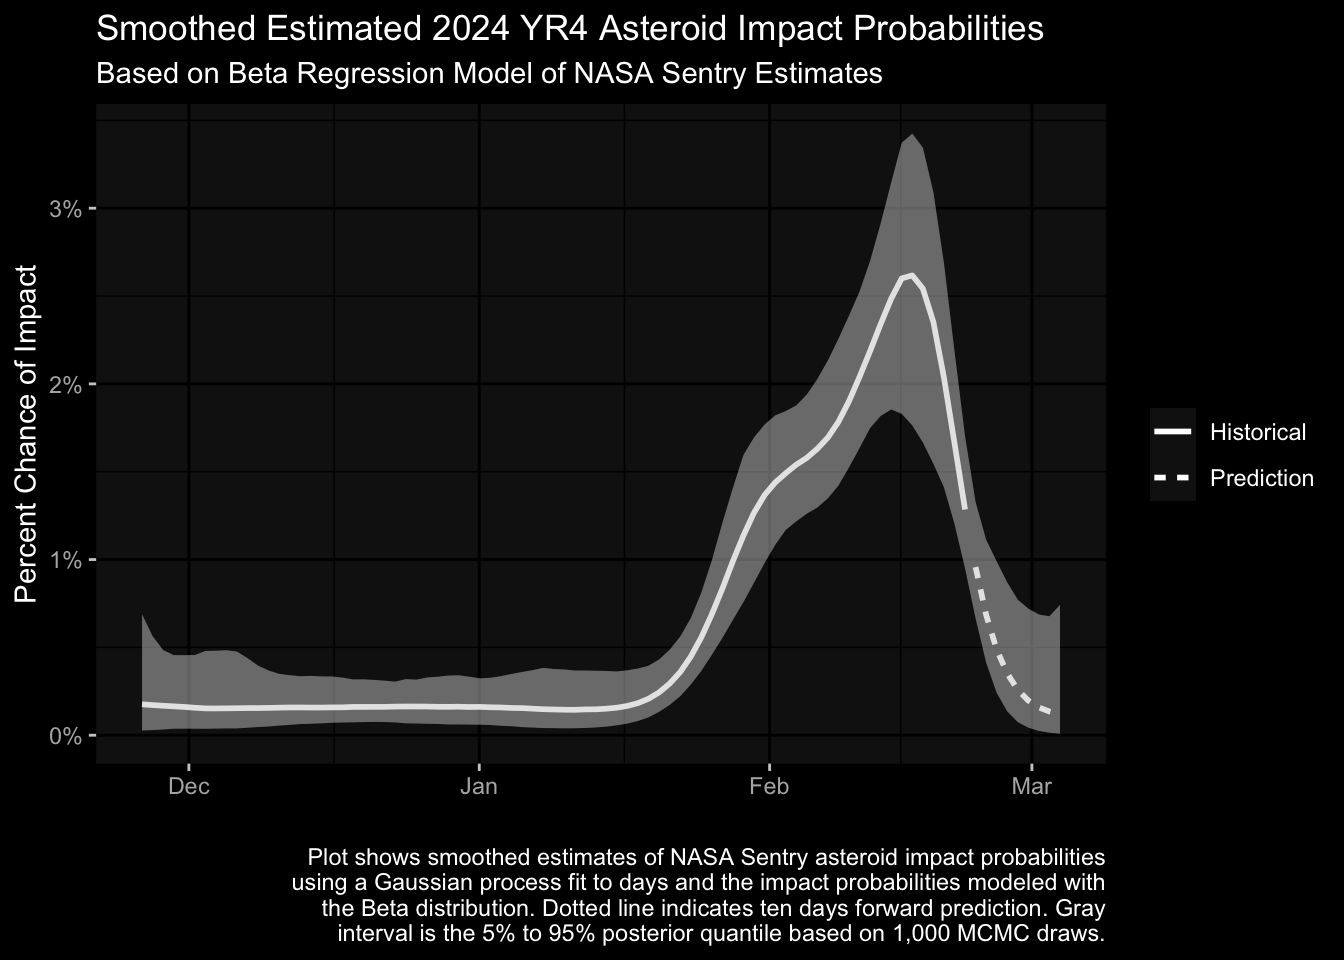 Smoothed Estimated 2024 YR4 Asteroid Impact Probabilities
Based on Beta Regression Model of NASA Sentry Estimates
Percent Chance of Impact
3%
2%
1%
0%
Dec
Jan
Feb
Mar
Historical
Prediction
Plot shows smoothed estimates of NASA Sentry asteroid impact probabilities
using a Gaussian process fit to days and the impact probabilities modeled with
the Beta distribution. Dotted line indicates ten days forward prediction. Gray
interval is the 5% to 95% posterior quantile based on 1,000 MCMC draws.